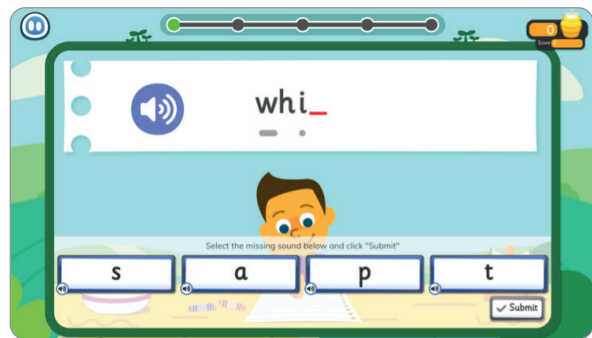 0
Score:
whi_
Select the missing sound below and click "Submit"
s a p t
Submit